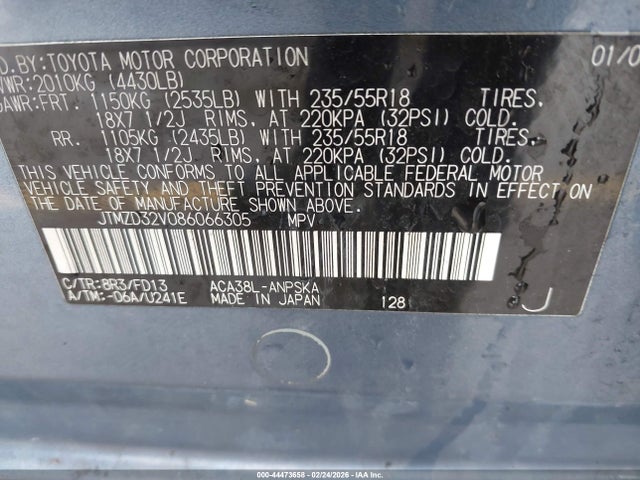 D.BY:TOYOTA MOTOR CORPORATION 01/0
VWR:2010KG (4430LB)
GAWR:FRT. 1150KG (2535LB) WITH 235/55R18 TIRES,
18X7 1/2J RIMS, AT 220KPA (32PSI) COLD.
RR. 1105KG (2435LB) WITH 235/55R18 TIRES,
18X7 1/2J RIMS, AT 220KPA (32PSI) COLD.
THIS VEHICLE CONFORMS TO ALL APPLICABLE FEDERAL MOTOR
VEHICLE SAFETY AND THEFT PREVENTION STANDARDS IN EFFECT ON
THE DATE OF MANUFACTURE SHOWN ABOVE.
JTMZD32V086066305 MPV
C/TR:8R3/FD13 ACA38L-ANPSKA
A/TM:-06A/U241E MADE IN JAPAN 128 J
000-44473658 - 02/24/2026 - IAA Inc.